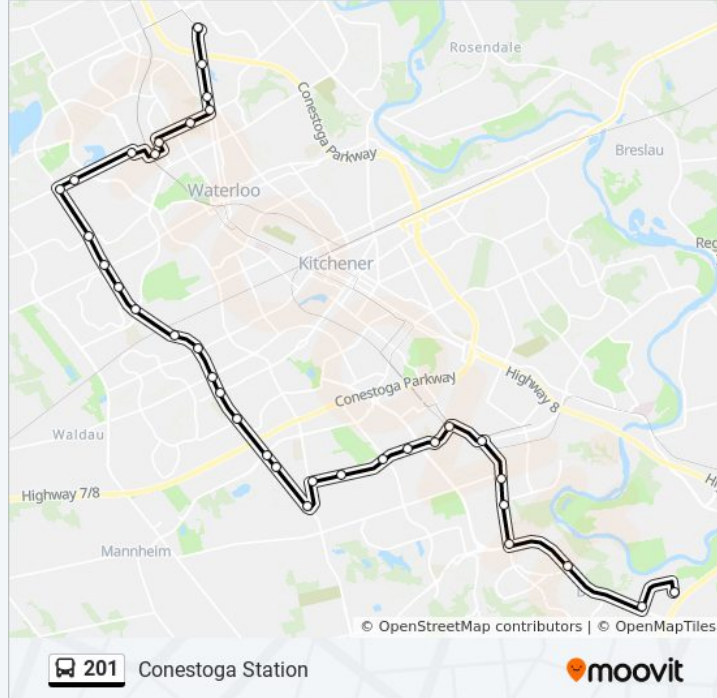 Rosendale
Conestoga
Parkway
Breslau
Waterloo
Kitchener
Highway 8
Conestoga Parkway
Waldau
Highway 7/8
Mannheim
© OpenStreetMap contributors | © OpenMapTiles
201 Conestoga Station
moovit